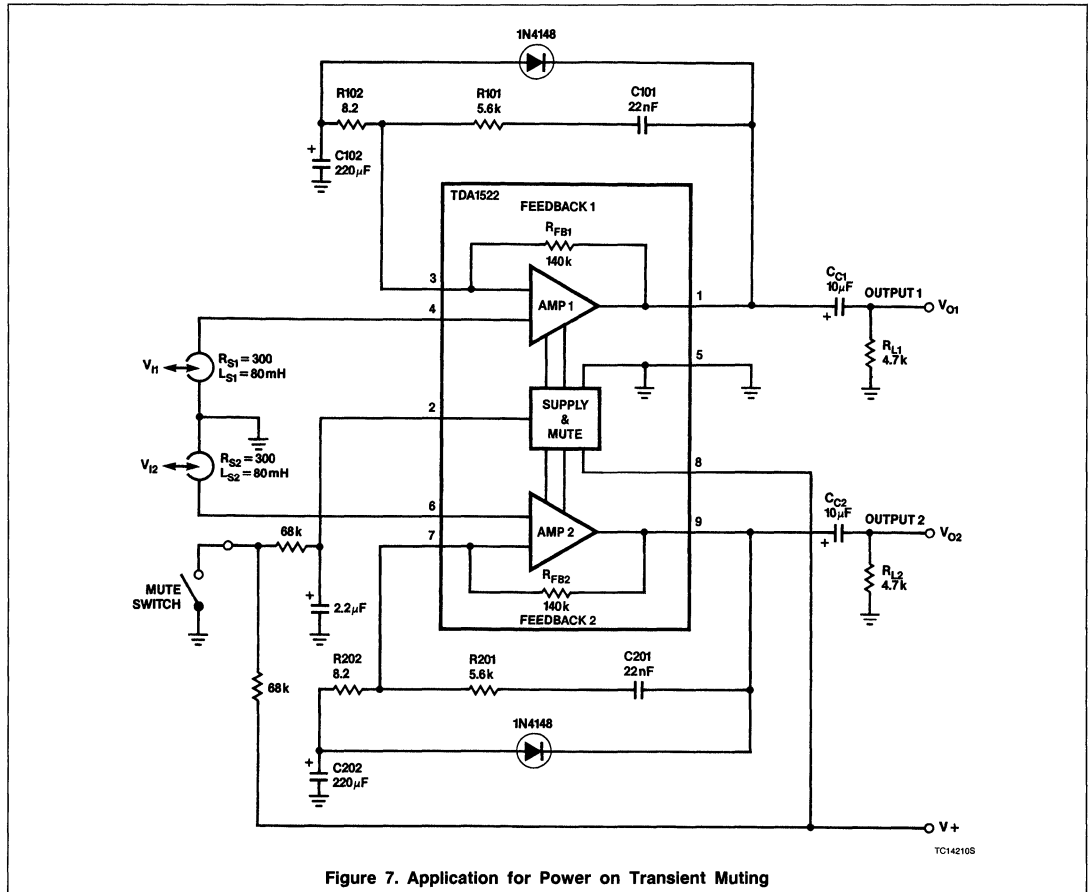 1N4148
R102
8.2
R101
5.6k
C101
22nF
+
C102
220μF
TDA1522
FEEDBACK 1
RFB1
140k
3
4
AMP 1
1
CC1
10μF
+
OUTPUT 1
VO1
RL1
4.7k
VI1
RS1 = 300
LS1 = 80mH
5
2
SUPPLY
&
MUTE
VI2
RS2 = 300
LS2 = 80mH
8
6
7
AMP 2
9
CC2
10μF
+
OUTPUT 2
VO2
RL2
4.7k
68k
MUTE
SWITCH
+
2.2μF
RFB2
140k
FEEDBACK 2
R202
8.2
R201
5.6k
C201
22nF
68k
1N4148
+
C202
220μF
V+
TC14210S
Figure 7. Application for Power on Transient Muting